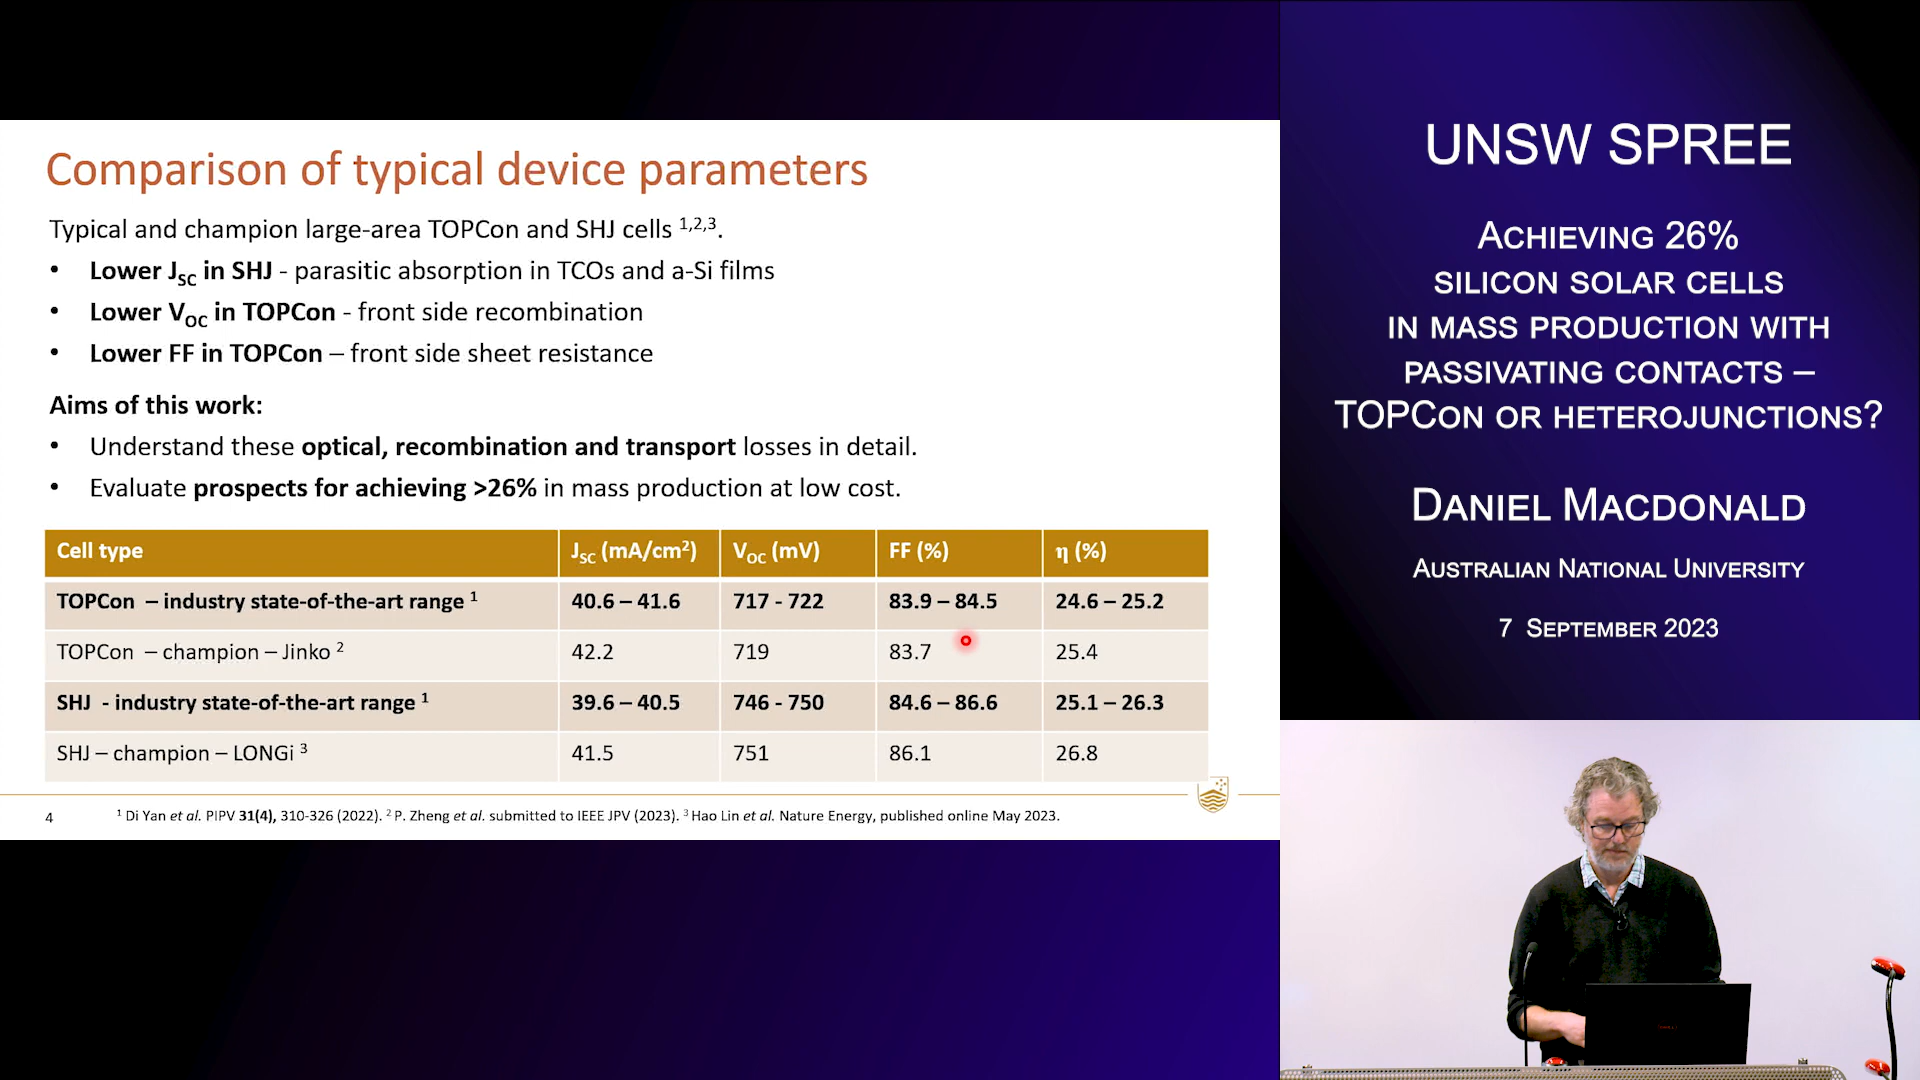 Comparison of typical device parameters
Typical and champion large-area TOPCon and SHJ cells 1,2,3.
• Lower JSC in SHJ - parasitic absorption in TCOs and a-Si films
• Lower VOC in TOPCon - front side recombination
• Lower FF in TOPCon – front side sheet resistance
Aims of this work:
• Understand these optical, recombination and transport losses in detail.
• Evaluate prospects for achieving >26% in mass production at low cost.
Cell type JSC (mA/cm2) VOC (mV) FF (%) η (%)
TOPCon – industry state-of-the-art range 1 40.6 – 41.6 717 - 722 83.9 – 84.5 24.6 – 25.2
TOPCon – champion – Jinko 2 42.2 719 83.7 25.4
SHJ - industry state-of-the-art range 1 39.6 – 40.5 746 - 750 84.6 – 86.6 25.1 – 26.3
SHJ – champion – LONGi 3 41.5 751 86.1 26.8
4 1 Di Yan et al. PIPV 31(4), 310-326 (2022). 2 P. Zheng et al. submitted to IEEE JPV (2023). 3 Hao Lin et al. Nature Energy, published online May 2023.
UNSW SPREE
Achieving 26%
silicon solar cells
in mass production with
passivating contacts –
TOPCon or heterojunctions?
Daniel Macdonald
Australian National University
7 September 2023